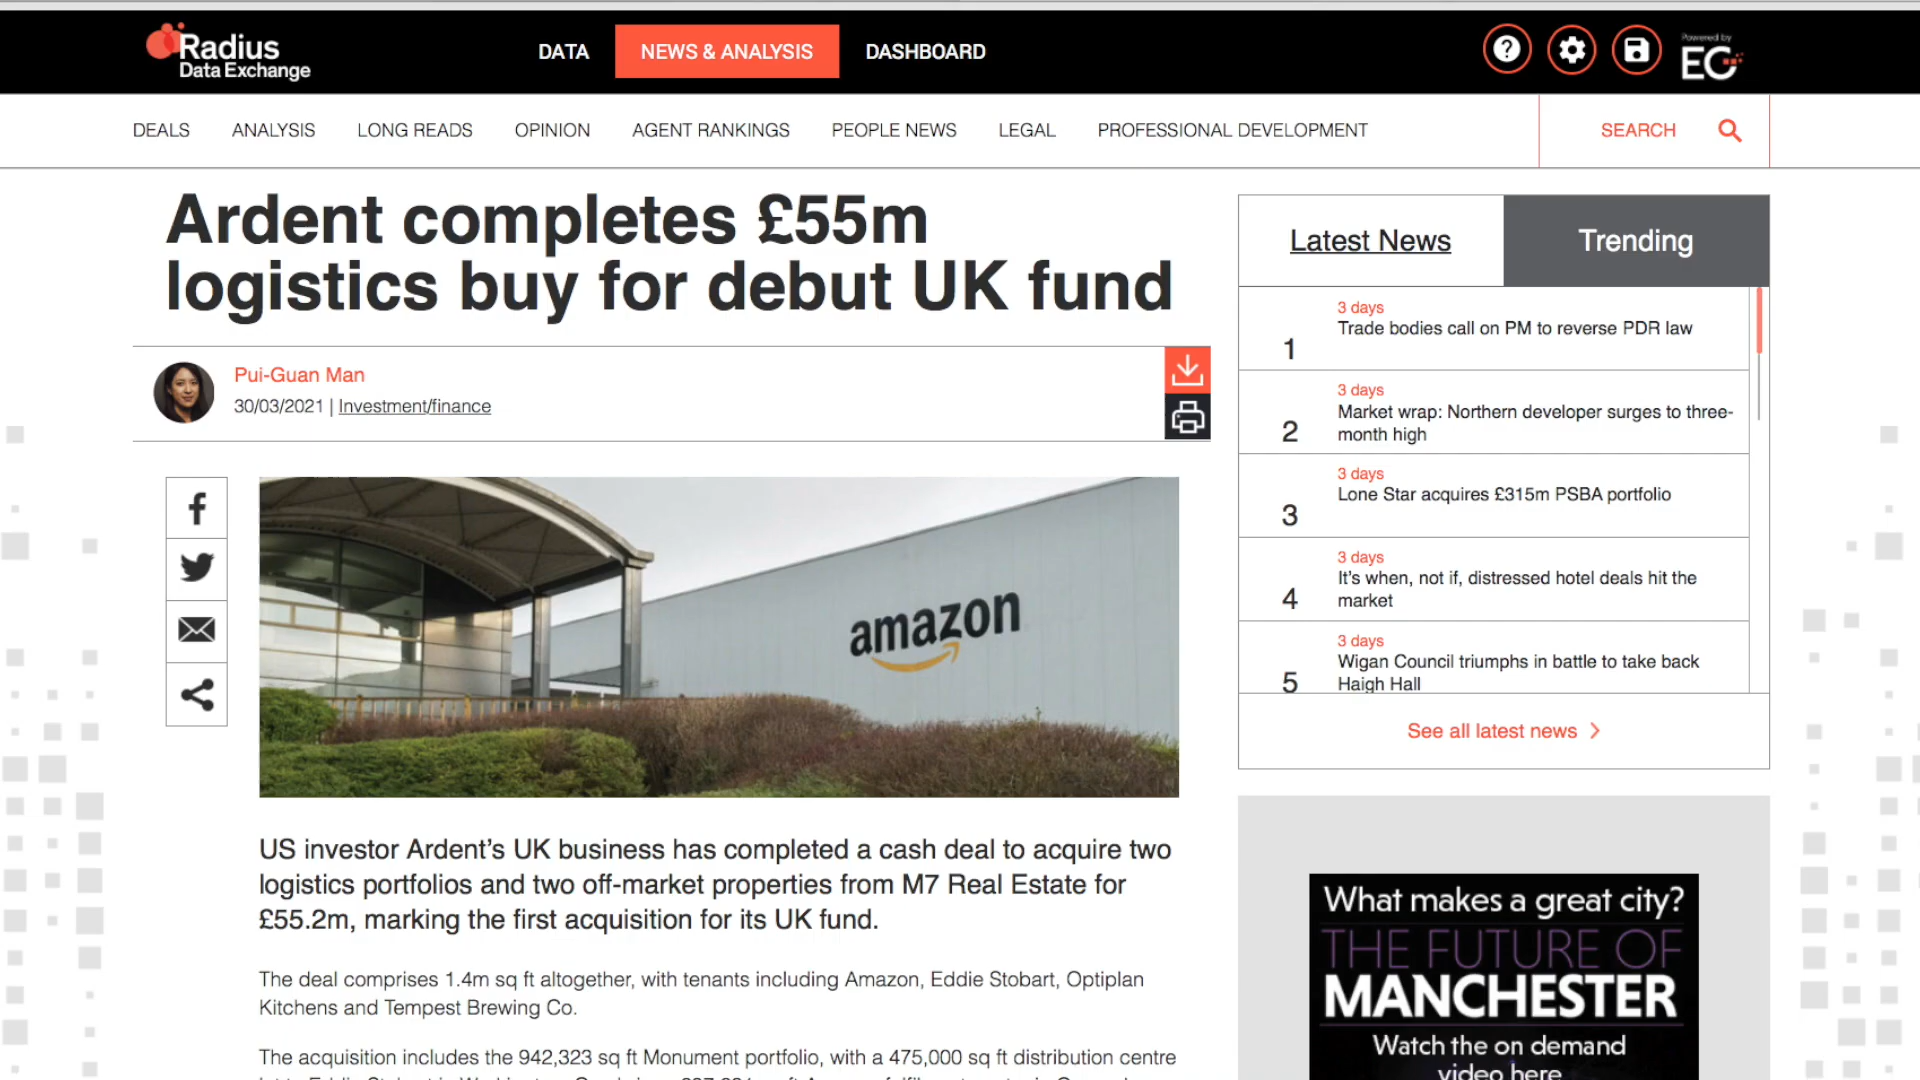 Radius
Data Exchange
DATA
NEWS & ANALYSIS
DASHBOARD
Powered by
EG
DEALS
ANALYSIS
LONG READS
OPINION
AGENT RANKINGS
PEOPLE NEWS
LEGAL
PROFESSIONAL DEVELOPMENT
SEARCH
Ardent completes £55m
logistics buy for debut UK fund
Pui-Guan Man
30/03/2021 | Investment/finance
amazon
US investor Ardent’s UK business has completed a cash deal to acquire two
logistics portfolios and two off-market properties from M7 Real Estate for
£55.2m, marking the first acquisition for its UK fund.
The deal comprises 1.4m sq ft altogether, with tenants including Amazon, Eddie Stobart, Optiplan
Kitchens and Tempest Brewing Co.
The acquisition includes the 942,323 sq ft Monument portfolio, with a 475,000 sq ft distribution centre
Latest News
Trending
1
3 days
Trade bodies call on PM to reverse PDR law
2
3 days
Market wrap: Northern developer surges to three-
month high
3
3 days
Lone Star acquires £315m PSBA portfolio
4
3 days
It’s when, not if, distressed hotel deals hit the
market
5
3 days
Wigan Council triumphs in battle to take back
Haigh Hall
See all latest news
What makes a great city?
THE FUTURE OF
MANCHESTER
Watch the on demand
video here